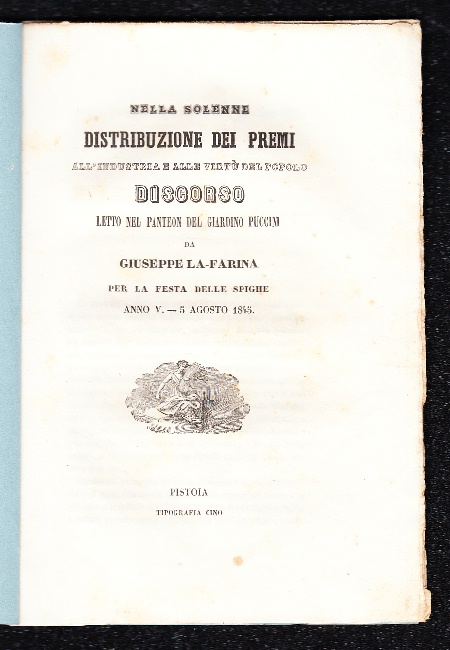 NELLA SOLENNE
DISTRIBUZIONE DEI PREMI
ALL'INDUSTRIA E ALLE VIRTÙ DEL POPOLO
DISCORSO
LETTO NEL PANTEON DEL GIARDINO PUCCINI
DA
GIUSEPPE LA-FARINA
PER LA FESTA DELLE SPIGHE
ANNO V. — 5 AGOSTO 1845.
PISTOIA
TIPOGRAFIA CINO